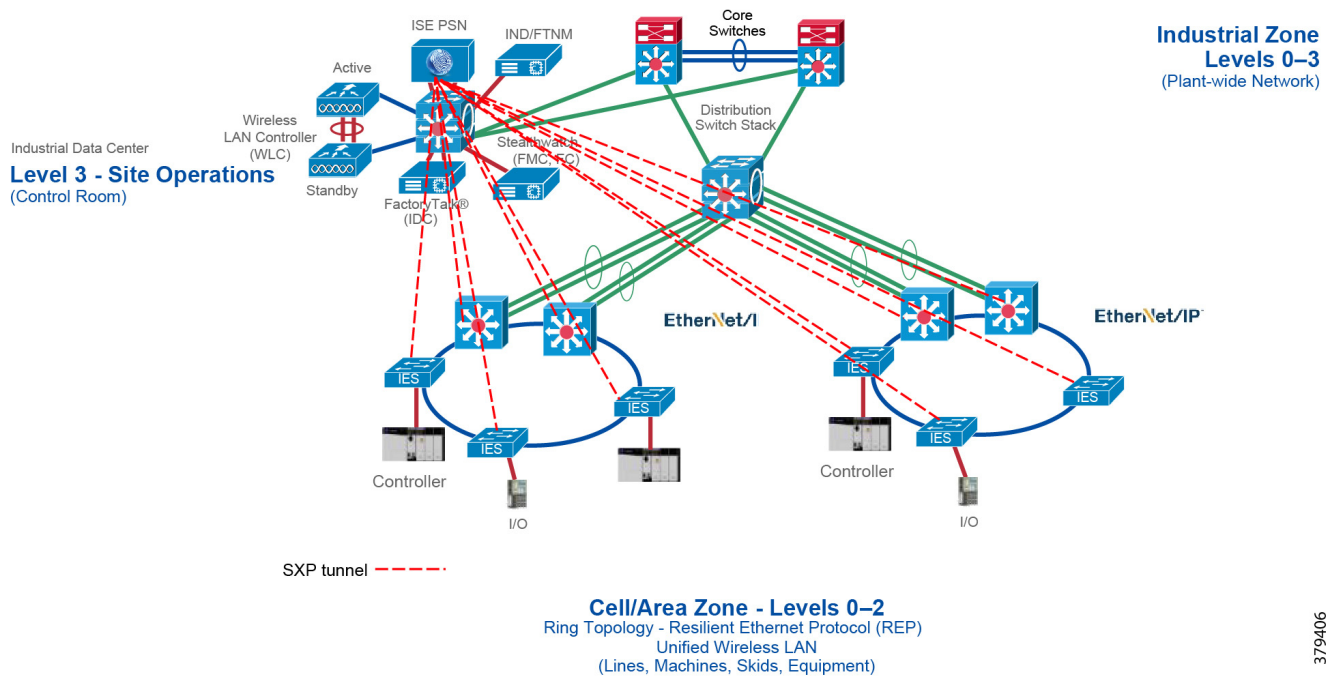 ISE PSN
IND/FTNM
Core
Switches
Industrial Zone
Levels 0–3
(Plant-wide Network)
Active
Wireless
LAN Controller
(WLC)
Standby
Industrial Data Center
Level 3 - Site Operations
(Control Room)
Distribution
Switch Stack
Stealthwatch
(FMC, FC)
FactoryTalk®
(IDC)
EtherNet/I
EtherNet/IP
IES
IES
IES
Controller
I/O
IES
IES
IES
Controller
I/O
SXP tunnel
Cell/Area Zone - Levels 0–2
Ring Topology - Resilient Ethernet Protocol (REP)
Unified Wireless LAN
(Lines, Machines, Skids, Equipment)
379406